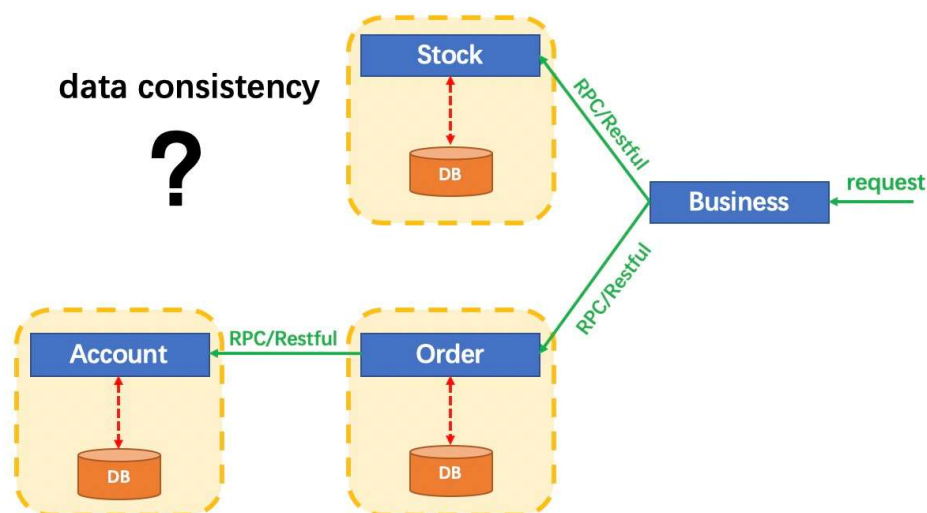 Stock
data consistency
?
DB
RPC/Restful
request
Business
RPC/Restful
RPC/Restful
Account
Order
DB
DB